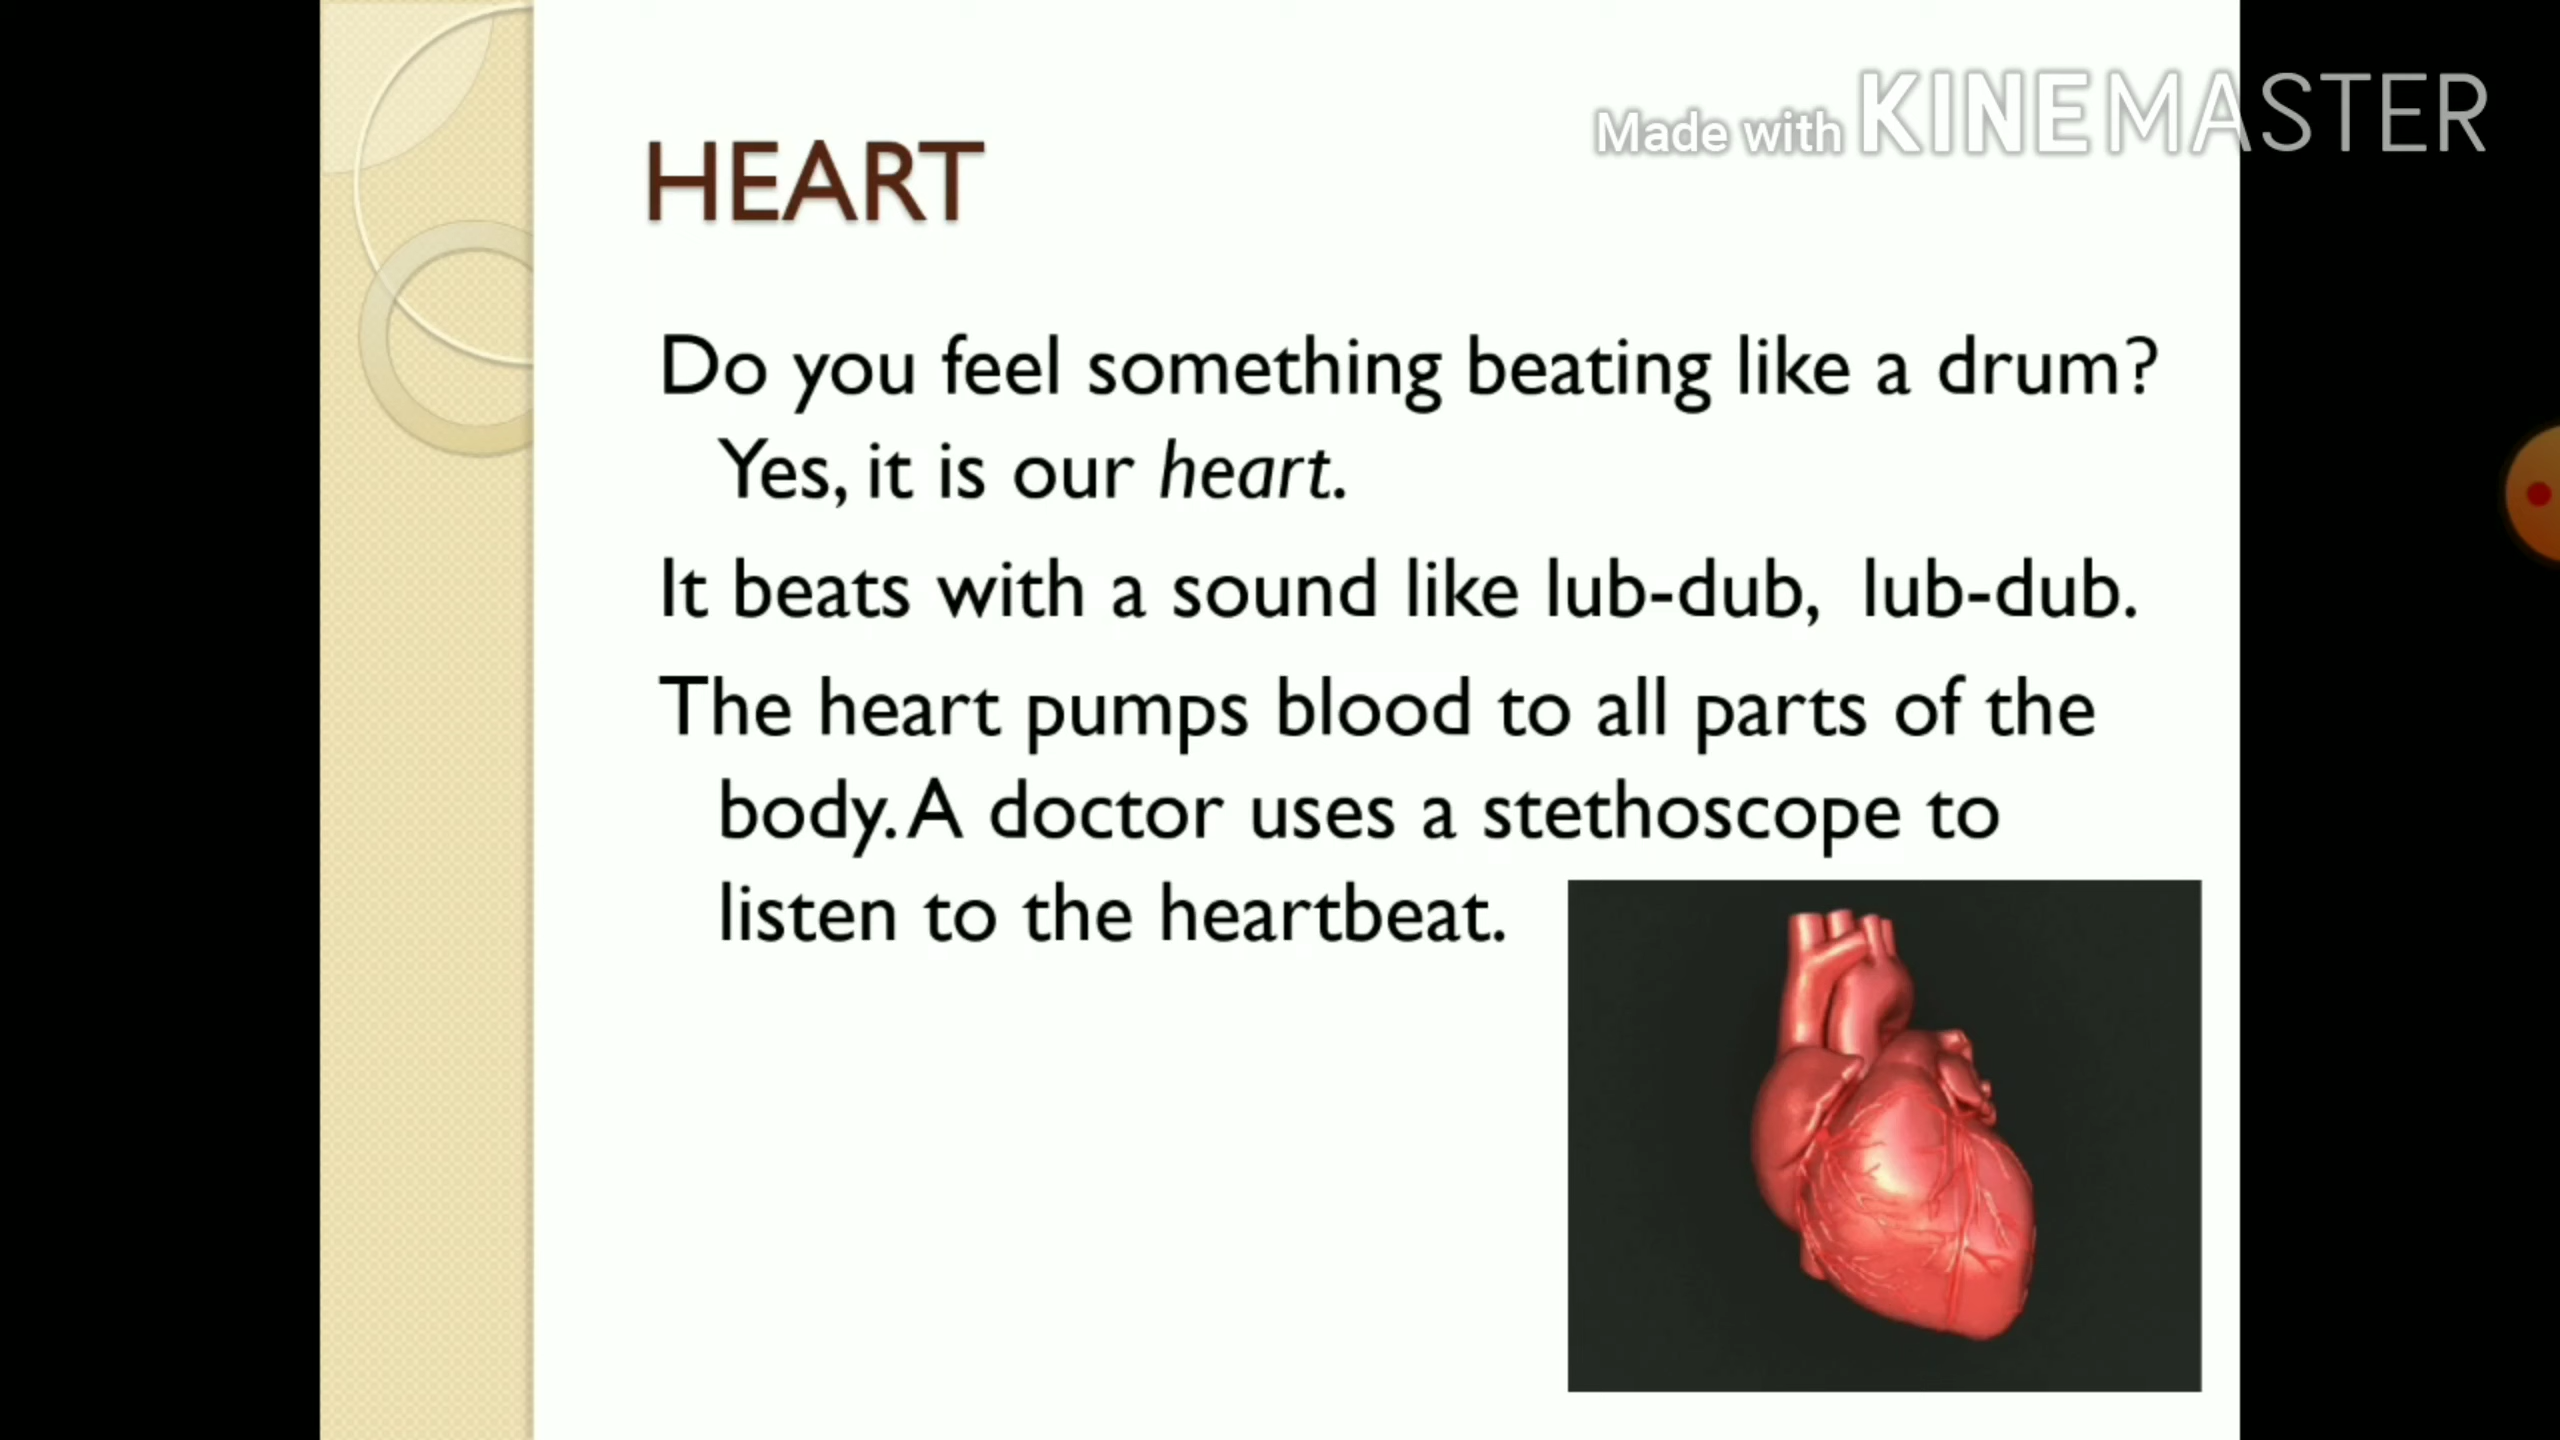 Made with KINEMASTER
HEART
Do you feel something beating like a drum?
Yes, it is our heart.
It beats with a sound like lub-dub, lub-dub.
The heart pumps blood to all parts of the
body. A doctor uses a stethoscope to
listen to the heartbeat.